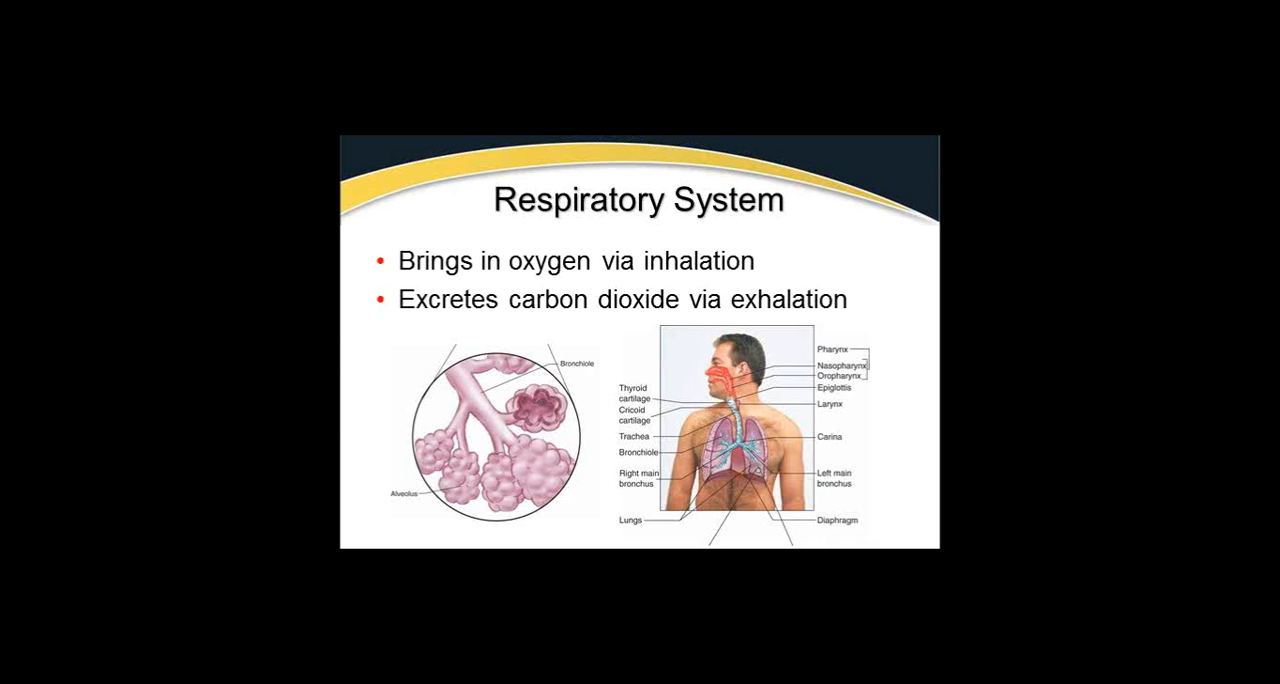 Respiratory System
• Brings in oxygen via inhalation
• Excretes carbon dioxide via exhalation
Bronchiole
Alveolus
Thyroid
cartilage
Cricoid
cartilage
Trachea
Bronchiole
Right main
bronchus
Lungs
Pharynx
Nasopharynx
Oropharynx
Epiglottis
Larynx
Carina
Left main
bronchus
Diaphragm